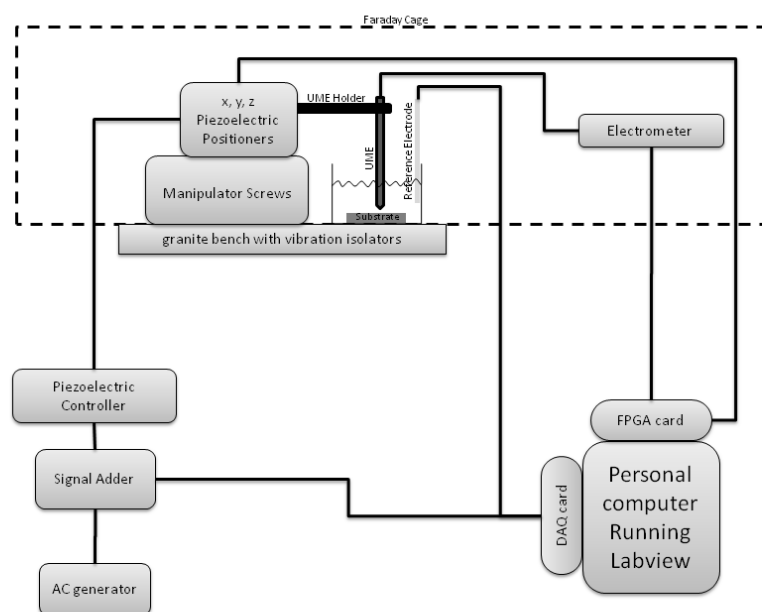 Faraday Cage
x, y, z
Piezoelectric
Positioners
UME Holder
UME
Reference Electrode
Electrometer
Manipulator Screws
Substrate
granite bench with vibration isolators
Piezoelectric
Controller
FPGA card
Signal Adder
DAQ card
Personal
computer
Running
Labview
AC generator